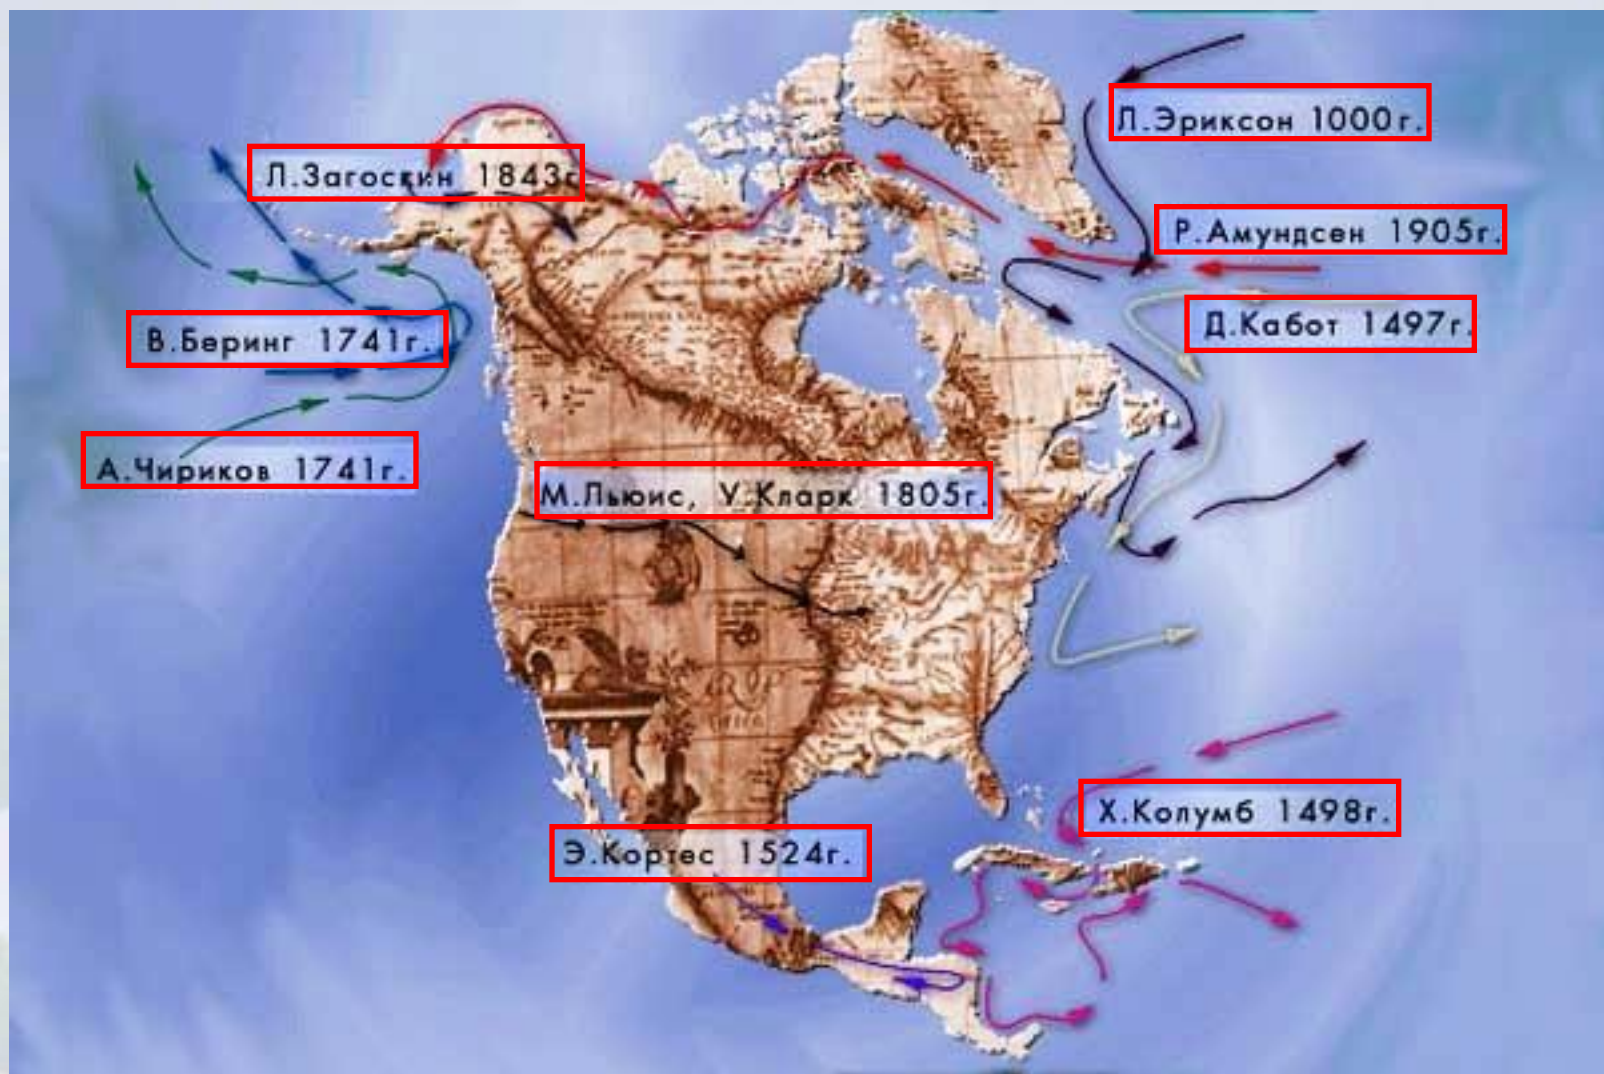 Л.Эриксон 1000г.
Л.Загоскин 1843г
Р.Амундсен 1905г.
Д.Кабот 1497г.
В.Беринг 1741г.
А.Чириков 1741г.
М.Льюис, У.Кларк 1805г.
Х.Колумб 1498г.
Э.Кортес 1524г.